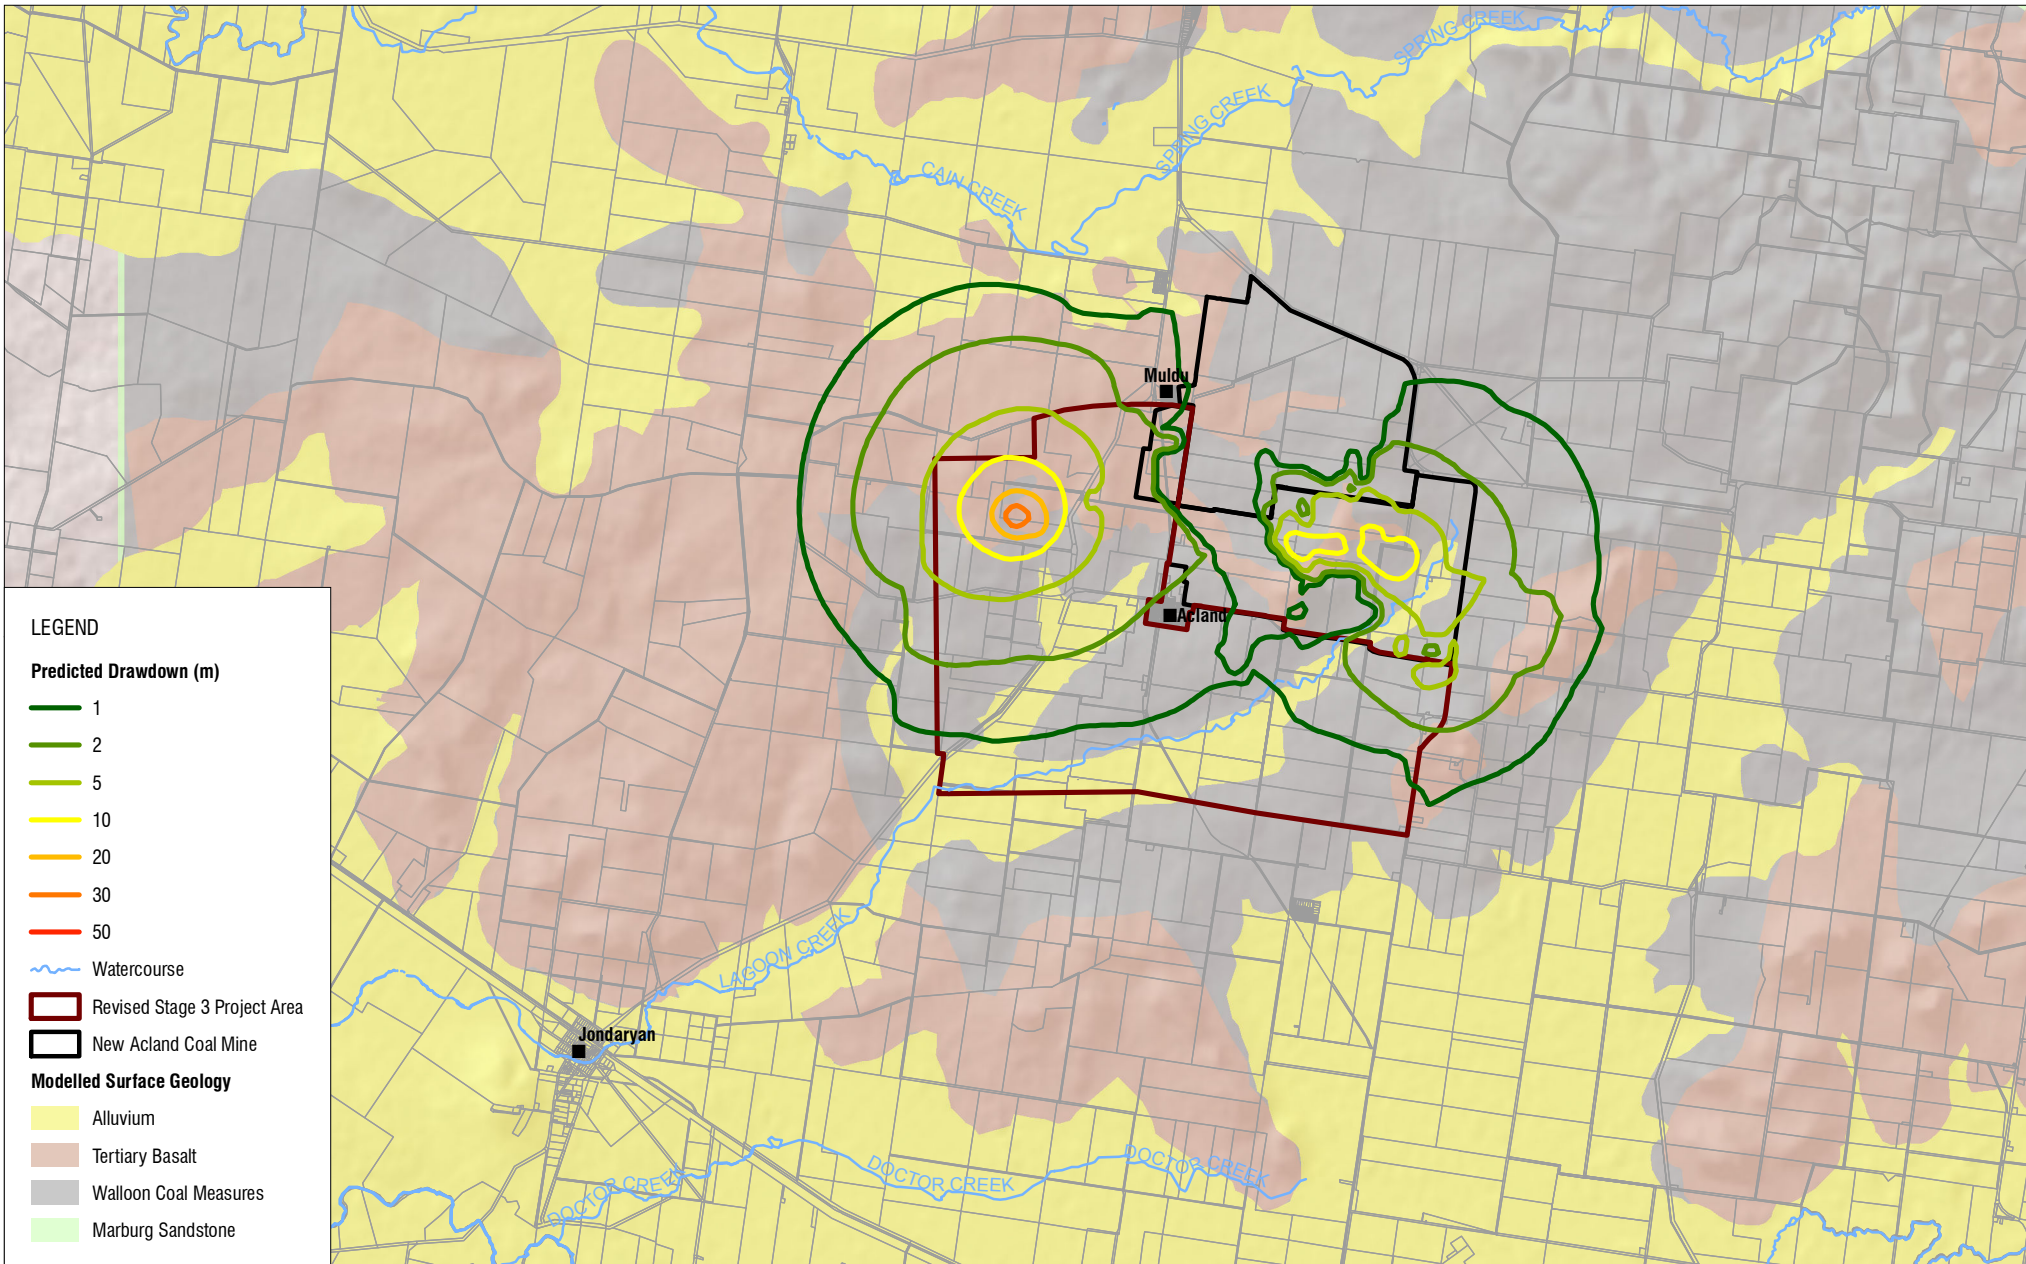 SPRING CREEK
SPRING CREEK
CAIN CREEK
Muldu
Acland
LAGOON CREEK
Jondaryan
DOCTOR CREEK
DOCTOR CREEK
DOCTOR CREEK
LEGEND
Predicted Drawdown (m)
1
2
5
10
20
30
50
Watercourse
Revised Stage 3 Project Area
New Acland Coal Mine
Modelled Surface Geology
Alluvium
Tertiary Basalt
Walloon Coal Measures
Marburg Sandstone